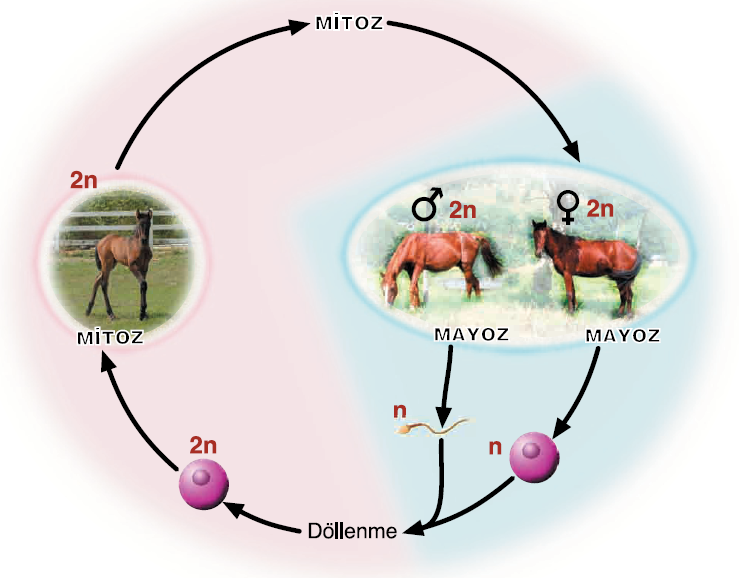 MİTOZ
2n
♂ 2n
♀ 2n
MİTOZ
MAYOZ
MAYOZ
n
n
2n
Döllenme